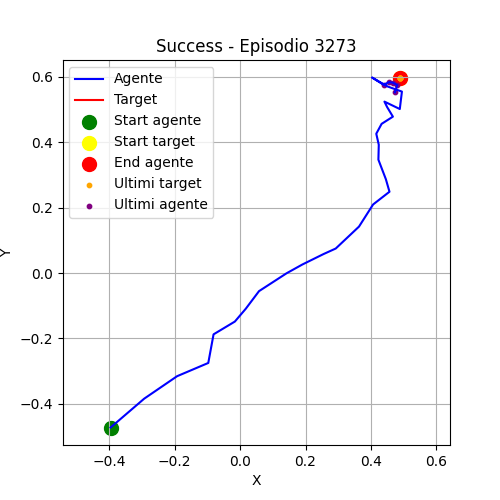 Success - Episodio 3273
Agente
Target
Start agente
Start target
End agente
Ultimi target
Ultimi agente
Y
0.6
0.4
0.2
0.0
−0.2
−0.4
−0.4
−0.2
0.0
0.2
0.4
0.6
X